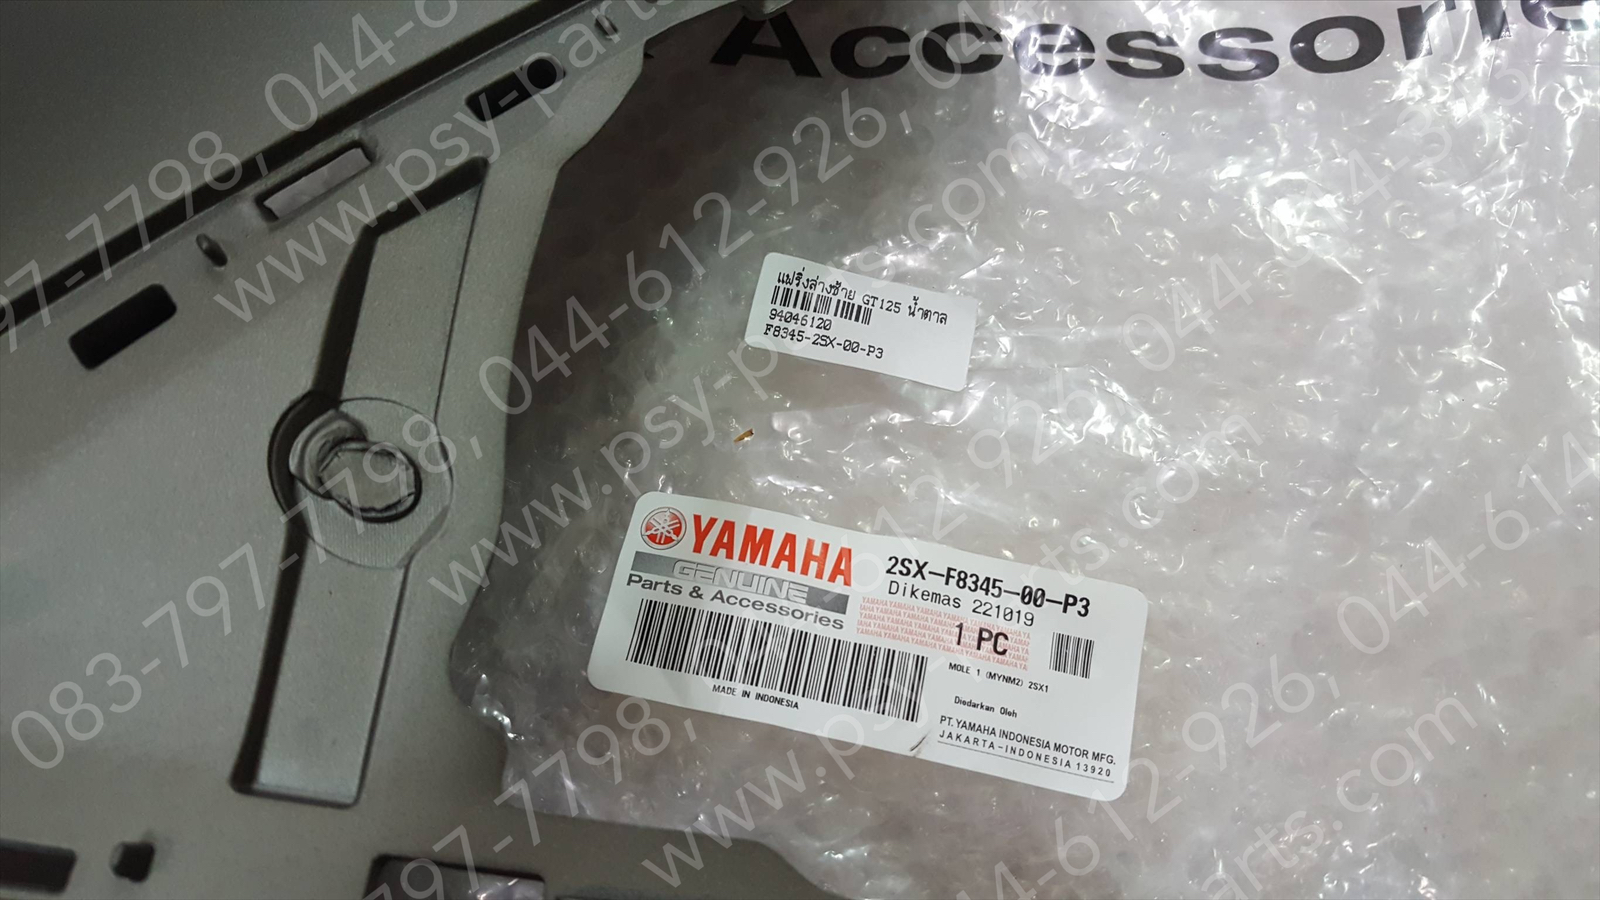 Accessorie
แฟริ่งล่างซ้าย GT125 น้ำตาล
94046120
F8345-2SX-00-P3
YAMAHA
GENUINE
Parts & Accessories
MADE IN INDONESIA
2SX-F8345-00-P3
Dikemas 221019
1 PC
MOLE 1 (MYNM2) 2SX1
Diedarkan Oleh
PT. YAMAHA INDONESIA MOTOR MFG.
JAKARTA-INDONESIA 13920
083-797-7798, 044-612-926, 044-3
www.psy-parts.com
044-614